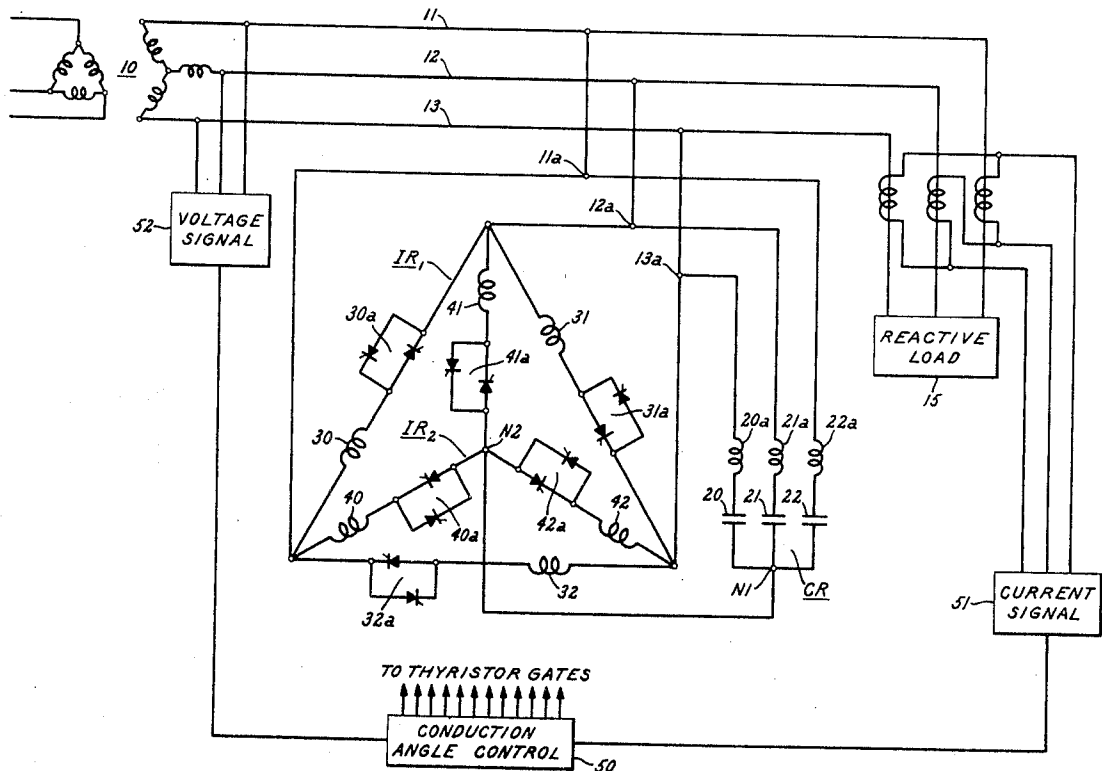 11
10
12
13
11a
52
VOLTAGE
SIGNAL
12a
IR1
13a
30a
41
31
REACTIVE
LOAD
15
41a
31a
20a
21a
22a
30
IR2
N2
20
21
22
40
40a
42a
42
32
N1
CR
51
CURRENT
SIGNAL
32a
TO THYRISTOR GATES
CONDUCTION
ANGLE CONTROL
50